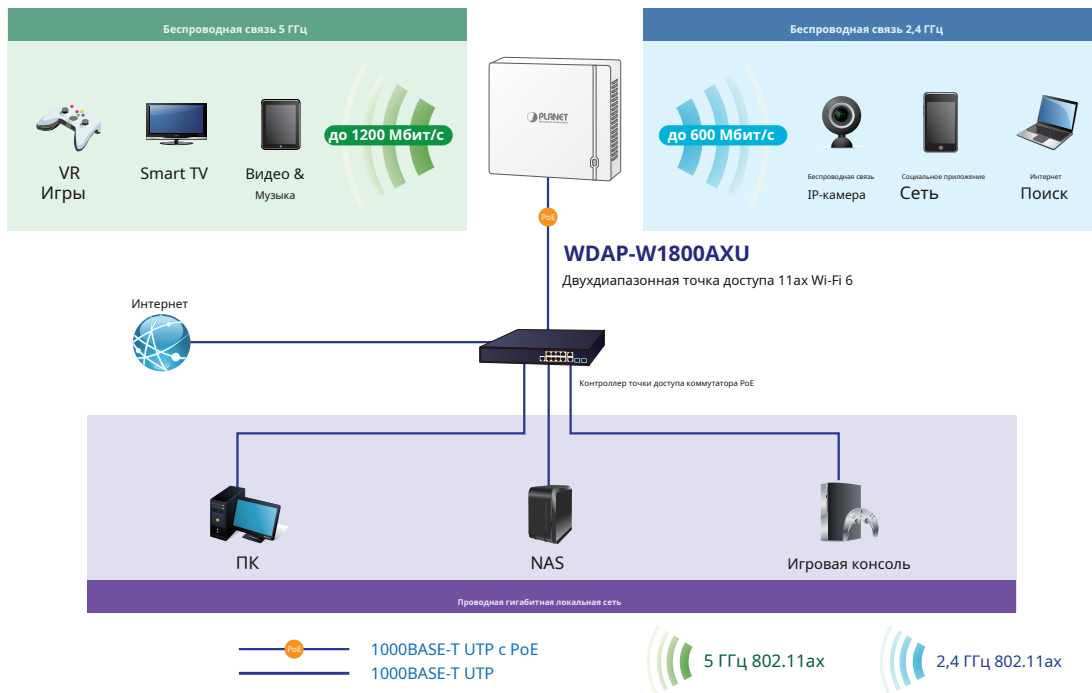 Беспроводная связь 5 ГГц
VR
Игры
Smart TV
Видео &
Музыка
до 1200 Мбит/с
PLANET
Беспроводная связь 2,4 ГГц
до 600 Мбит/с
Беспроводная связь
IP-камера
Социальное приложение
Сеть
Интернет
Поиск
PoE
WDAP-W1800AXU
Двухдиапазонная точка доступа 11ax Wi-Fi 6
Интернет
Контроллер точки доступа коммутатора PoE
ПК
NAS
Игровая консоль
Проводная гигабитная локальная сеть
PoE
1000BASE-T UTP с PoE
1000BASE-T UTP
5 ГГц 802.11ax
2,4 ГГц 802.11ax